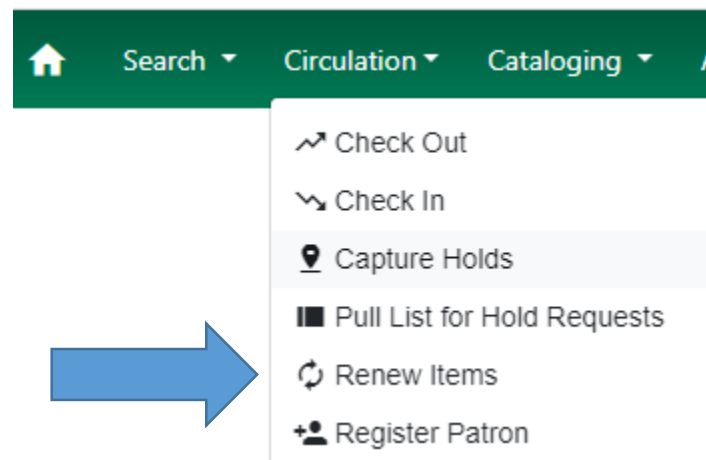 Search Circulation Cataloging
Check Out
Check In
Capture Holds
Pull List for Hold Requests
Renew Items
Register Patron